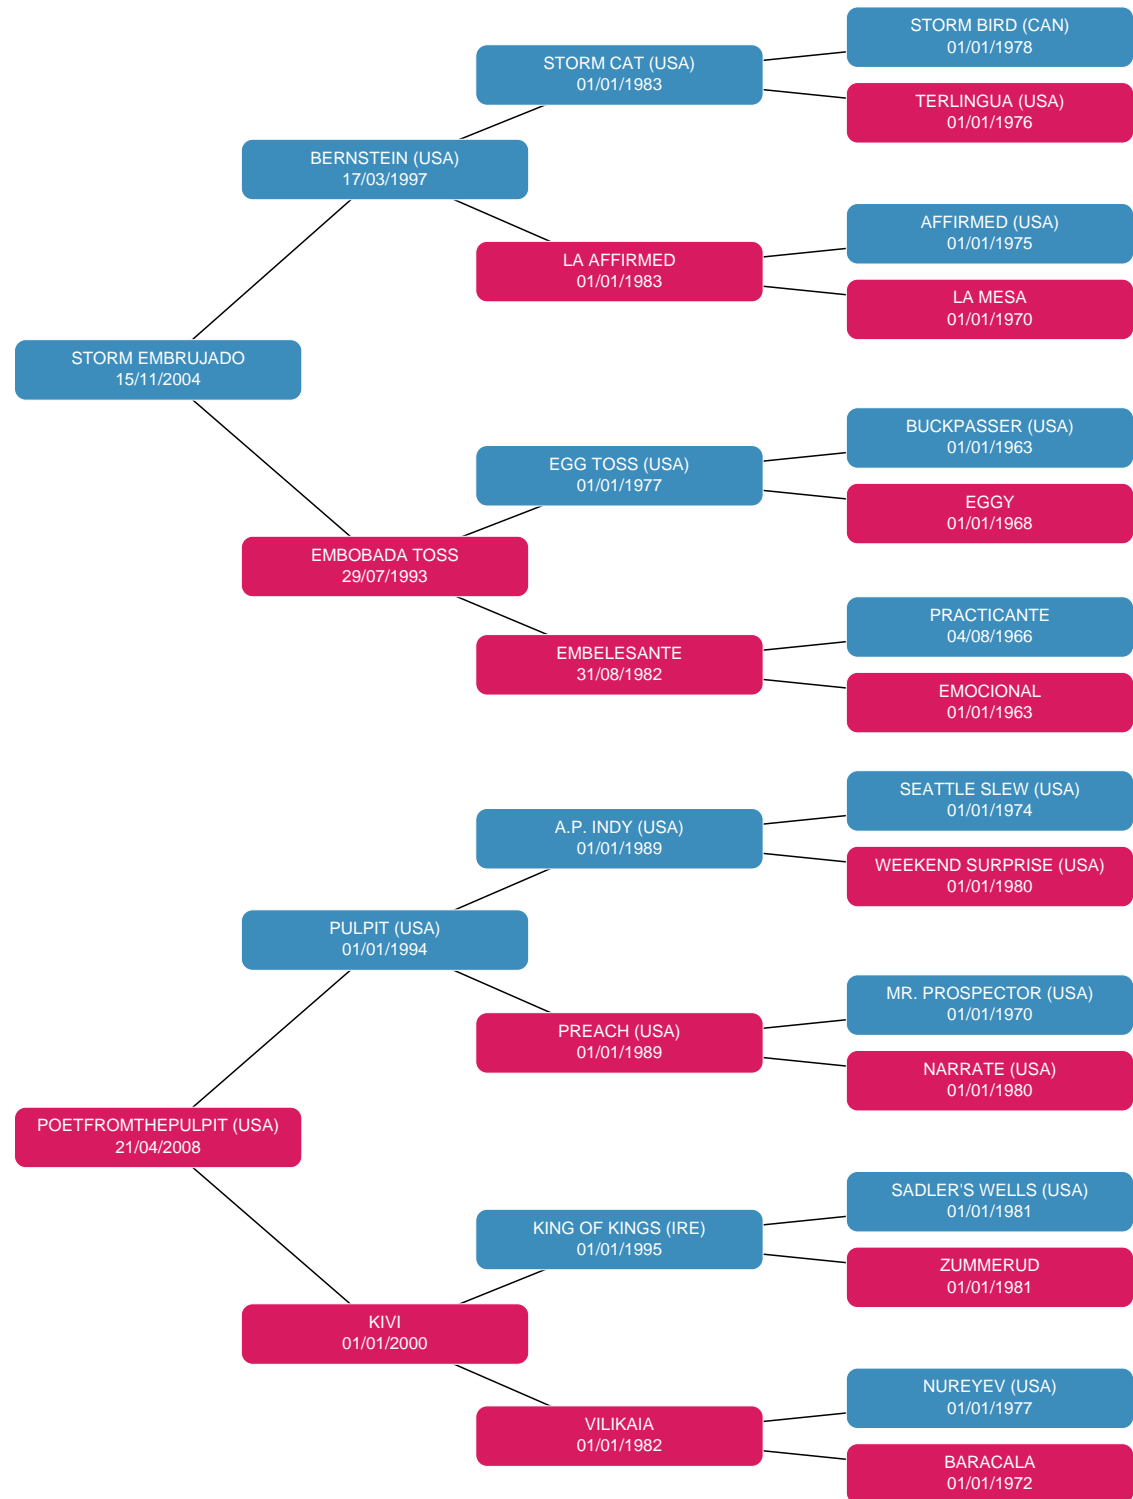 STORM BIRD (CAN)
01/01/1978
STORM CAT (USA)
01/01/1983
TERLINGUA (USA)
01/01/1976
BERNSTEIN (USA)
17/03/1997
AFFIRMED (USA)
01/01/1975
LA AFFIRMED
01/01/1983
LA MESA
01/01/1970
STORM EMBRUJADO
15/11/2004
BUCKPASSER (USA)
01/01/1963
EGG TOSS (USA)
01/01/1977
EGGY
01/01/1968
EMBOBADA TOSS
29/07/1993
PRACTICANTE
04/08/1966
EMBELESANTE
31/08/1982
EMOCIONAL
01/01/1963
SEATTLE SLEW (USA)
01/01/1974
A.P. INDY (USA)
01/01/1989
WEEKEND SURPRISE (USA)
01/01/1980
PULPIT (USA)
01/01/1994
MR. PROSPECTOR (USA)
01/01/1970
PREACH (USA)
01/01/1989
NARRATE (USA)
01/01/1980
POETFROMTHEPULPIT (USA)
21/04/2008
SADLER'S WELLS (USA)
01/01/1981
KING OF KINGS (IRE)
01/01/1995
ZUMMERUD
01/01/1981
KIVI
01/01/2000
NUREYEV (USA)
01/01/1977
VILIKAIA
01/01/1982
BARACALA
01/01/1972